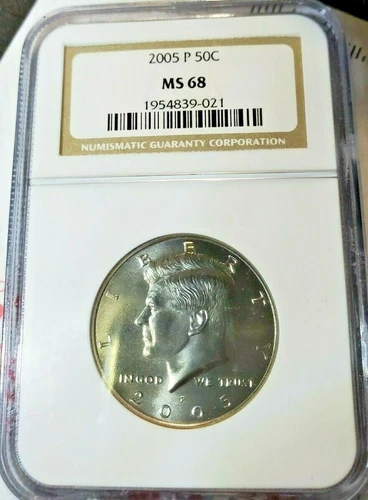 2005 P 50C
MS 68
1954839-021
NUMISMATIC GUARANTY CORPORATION
LIBERTY
IN GOD WE TRUST
P
2005